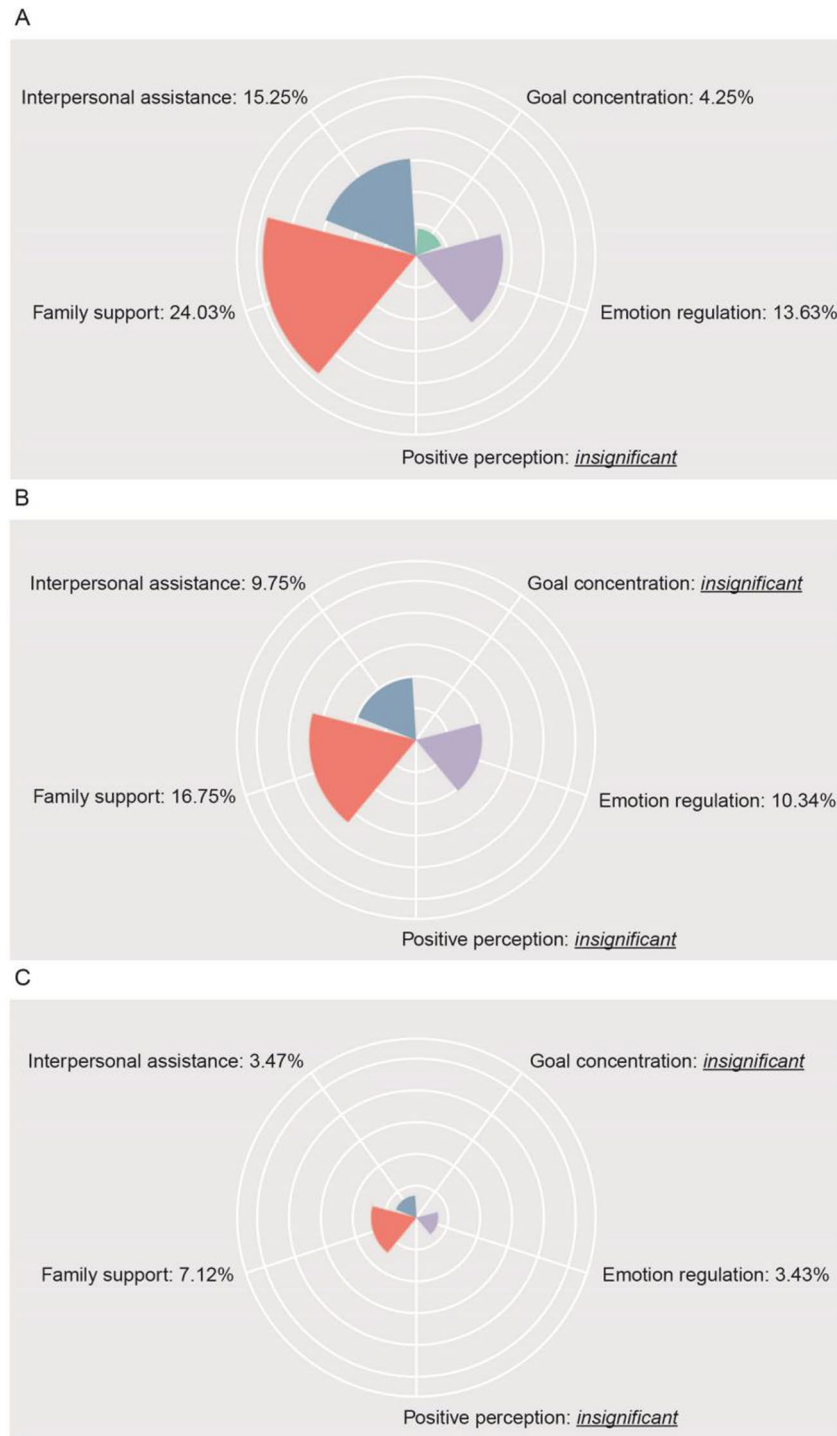 A
Interpersonal assistance: 15.25%
Goal concentration: 4.25%
Family support: 24.03%
Emotion regulation: 13.63%
Positive perception: insignificant
B
Interpersonal assistance: 9.75%
Goal concentration: insignificant
Family support: 16.75%
Emotion regulation: 10.34%
Positive perception: insignificant
C
Interpersonal assistance: 3.47%
Goal concentration: insignificant
Family support: 7.12%
Emotion regulation: 3.43%
Positive perception: insignificant